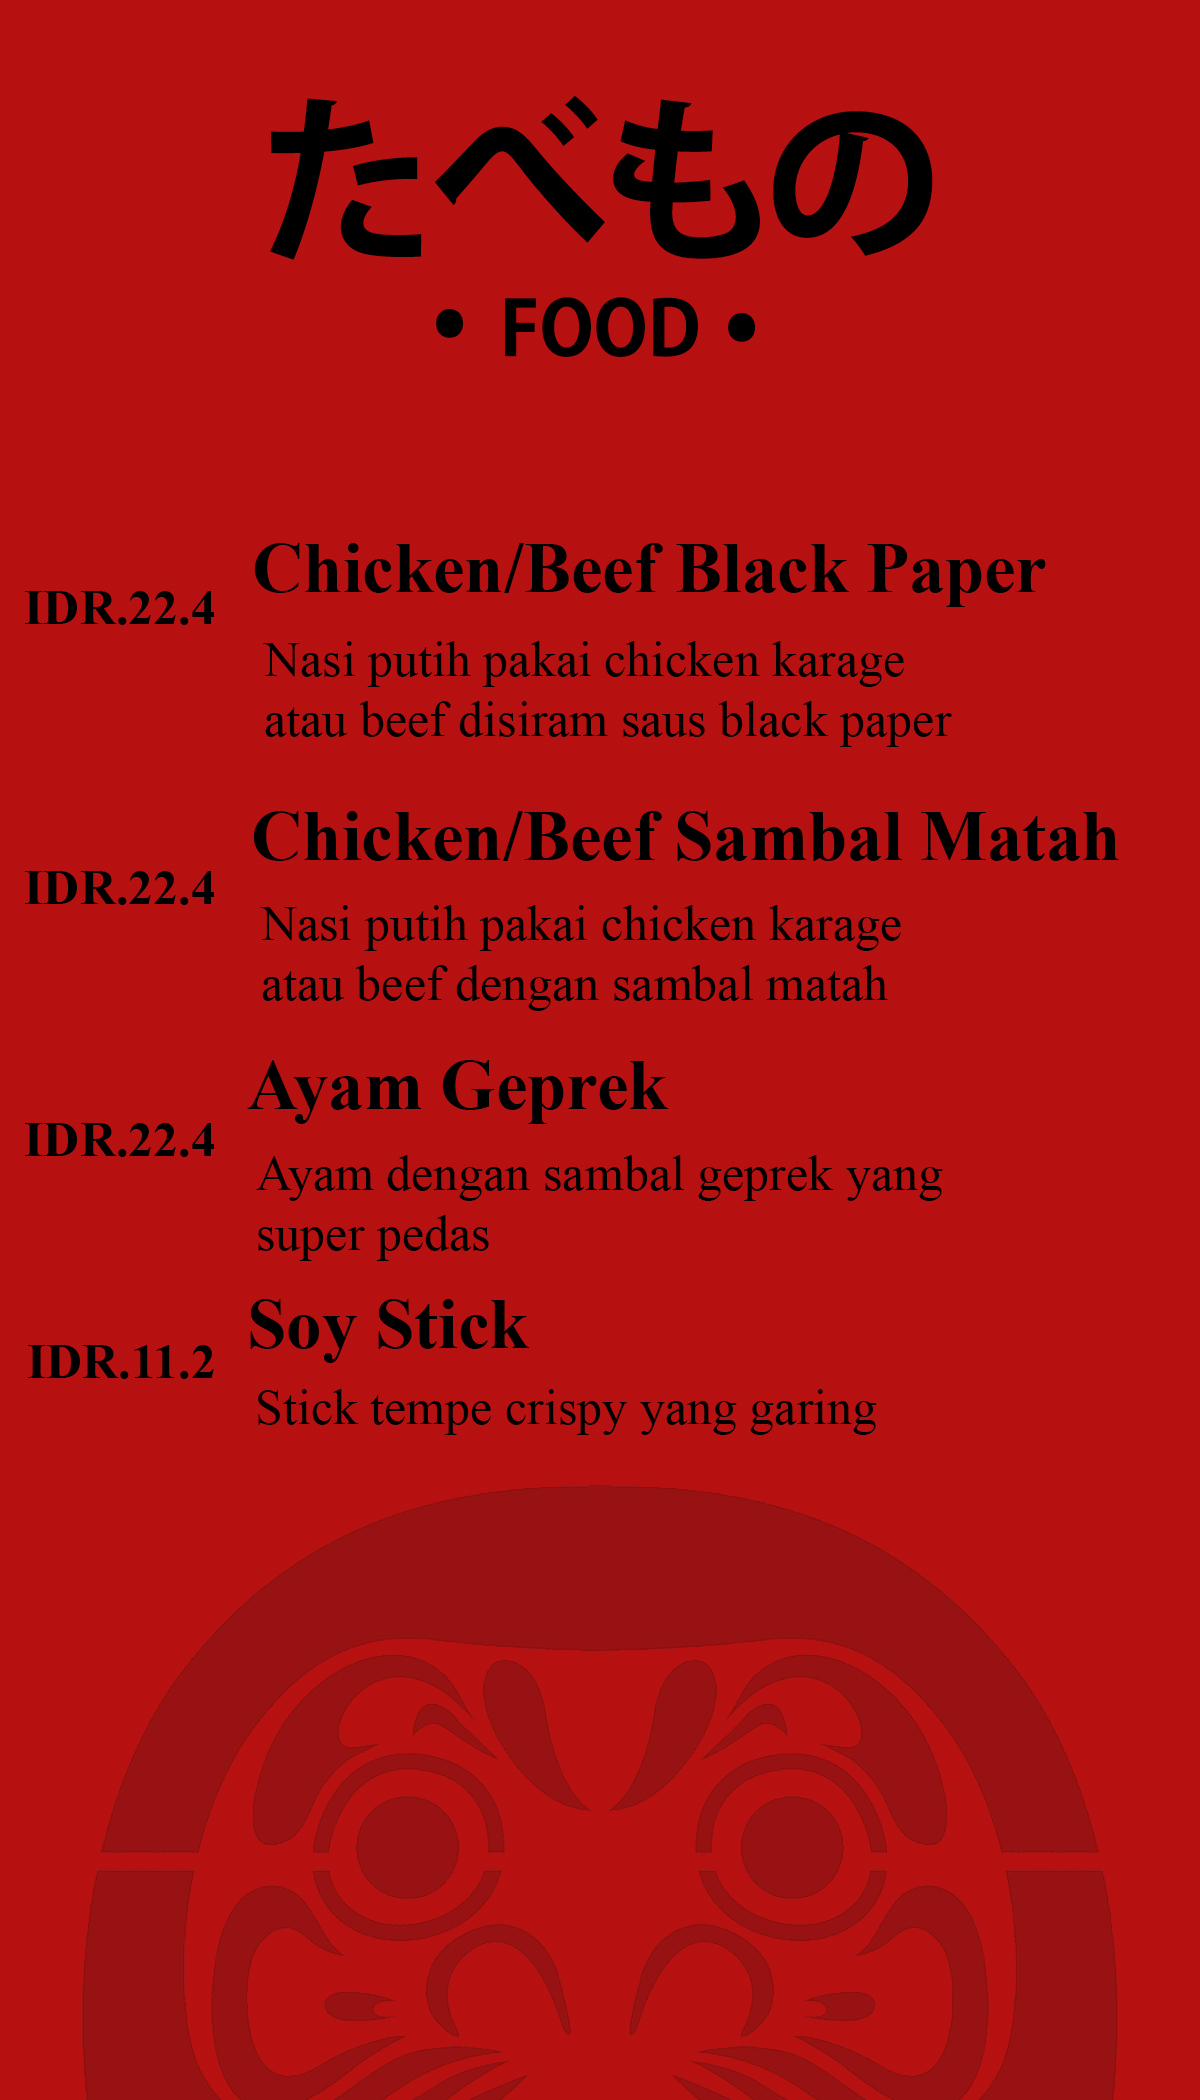 たべもの
• FOOD •
Chicken/Beef Black Paper
IDR.22.4
Nasi putih pakai chicken karage
atau beef disiram saus black paper
Chicken/Beef Sambal Matah
IDR.22.4
Nasi putih pakai chicken karage
atau beef dengan sambal matah
Ayam Geprek
IDR.22.4
Ayam dengan sambal geprek yang
super pedas
Soy Stick
IDR.11.2
Stick tempe crispy yang garing